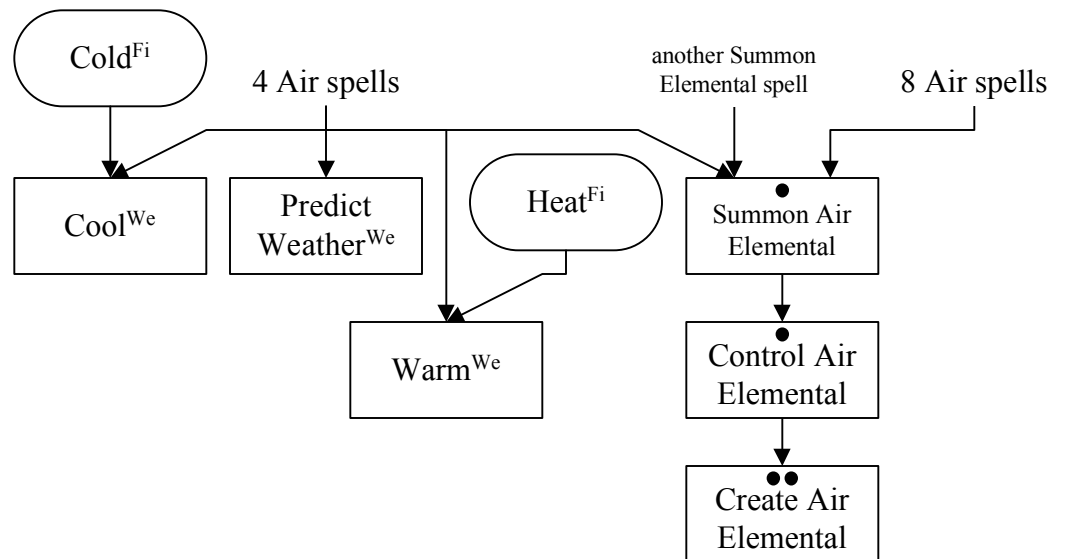 Cold^Fi
4 Air spells
another Summon
Elemental spell
8 Air spells
Cool^We
Predict
Weather^We
Heat^Fi
Summon Air
Elemental
Warm^We
Control Air
Elemental
Create Air
Elemental